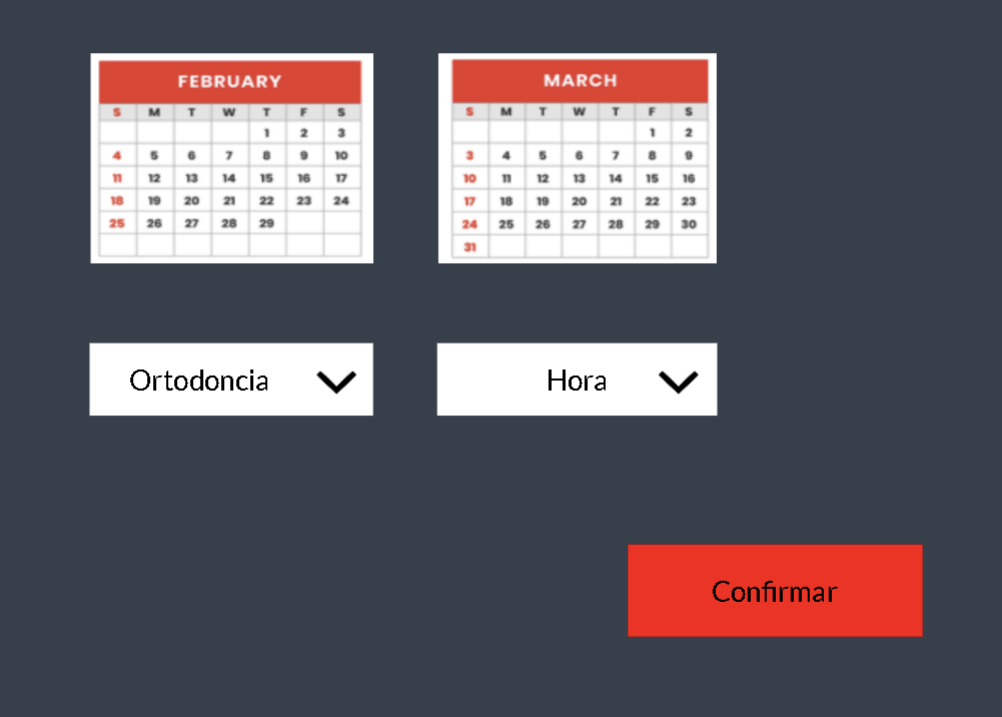 FEBRUARY
S M T W T F S
1 2 3
4 5 6 7 8 9 10
11 12 13 14 15 16 17
18 19 20 21 22 23 24
25 26 27 28 29
MARCH
S M T W T F S
1 2
3 4 5 6 7 8 9
10 11 12 13 14 15 16
17 18 19 20 21 22 23
24 25 26 27 28 29 30
31
Ortodoncia
Hora
Confirmar